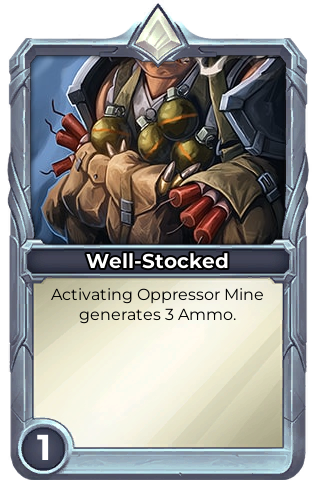 Well-Stocked
Activating Oppressor Mine
generates 3 Ammo.
1